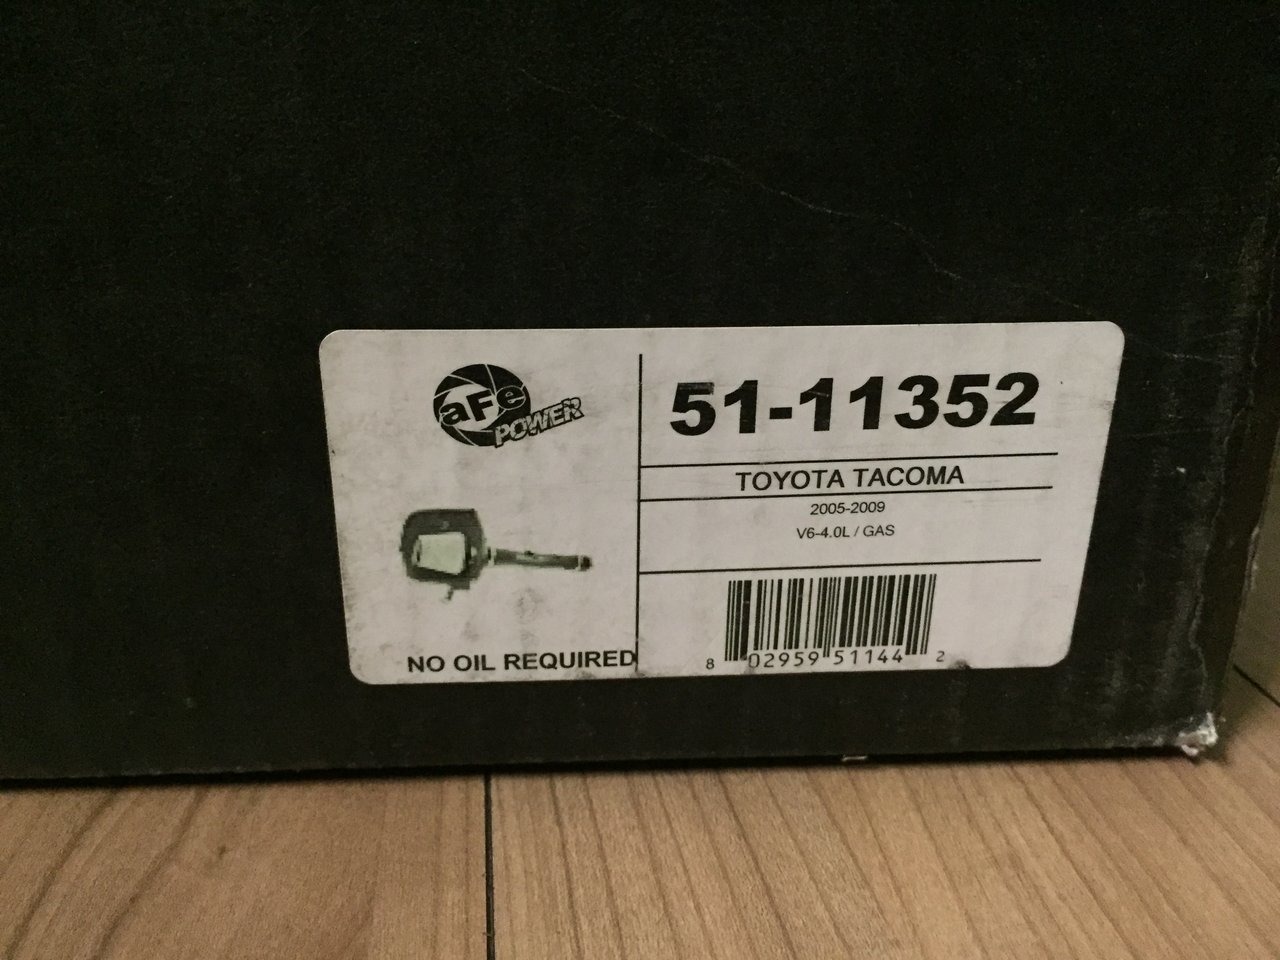 aFe
POWER
NO OIL REQUIRED
51-11352
TOYOTA TACOMA
2005-2009
V6-4.0L / GAS
8 02959 51144 2